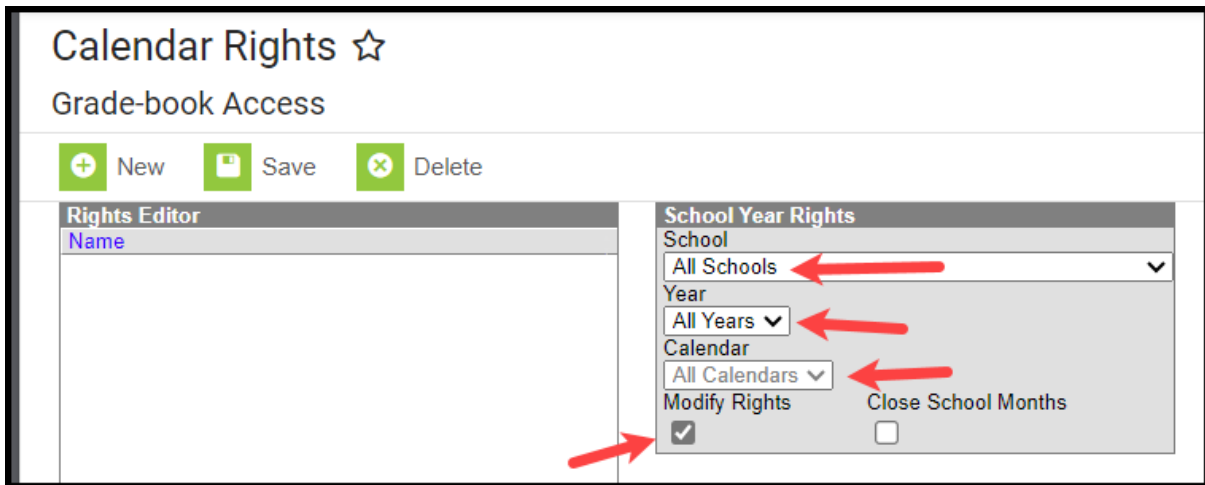 Calendar Rights
Grade-book Access
New Save Delete
Rights Editor
Name
School Year Rights
School
All Schools
Year
All Years
Calendar
All Calendars
Modify Rights Close School Months